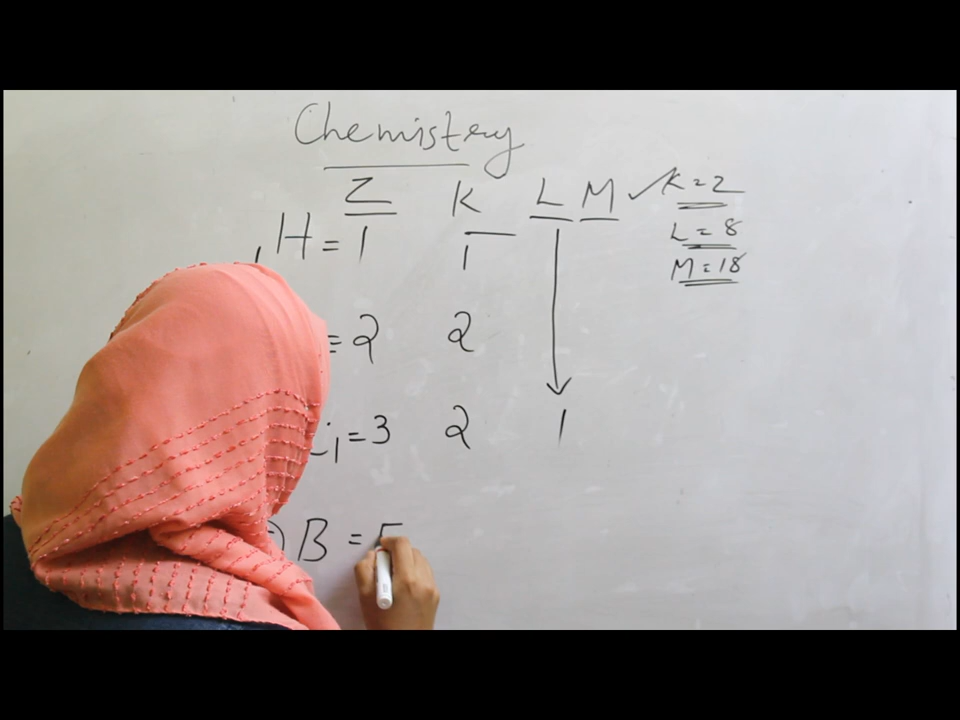 Chemistry
Z K L M ✓ K = 2
H = 1 1
L = 8
M = 18
= 2 2
i = 3 2 1
B = 5